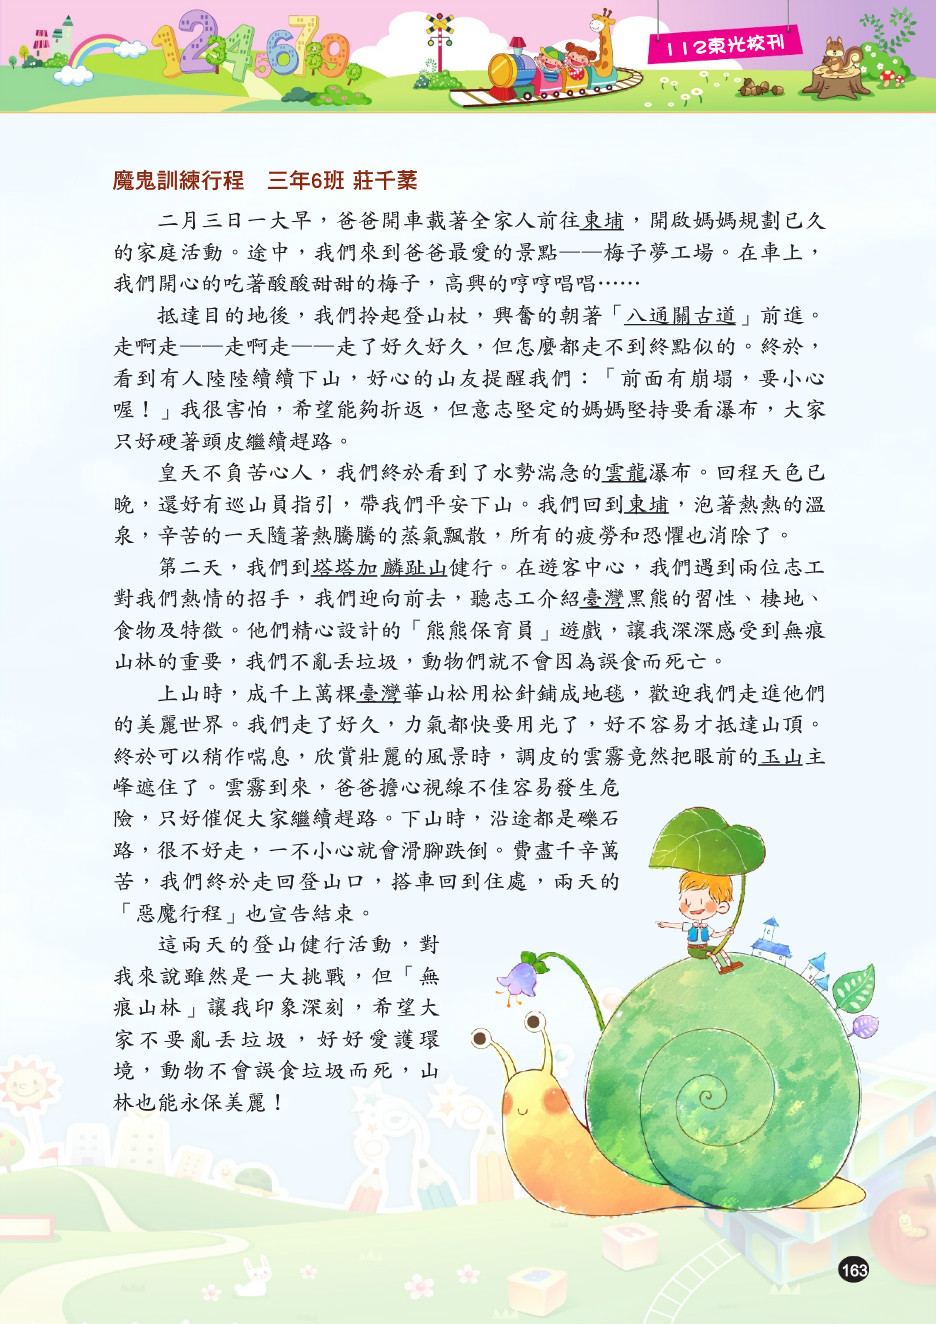 112東光校刊
魔鬼訓練行程　三年6班 莊千葇
二月三日一大早，爸爸開車載著全家人前往東埔，開啟媽媽規劃已久
的家庭活動。途中，我們來到爸爸最愛的景點──梅子夢工場。在車上，
我們開心的吃著酸酸甜甜的梅子，高興的哼哼唱唱⋯⋯
抵達目的地後，我們拎起登山杖，興奮的朝著「八通關古道」前進。
走啊走──走啊走──走了好久好久，但怎麼都走不到終點似的。終於，
看到有人陸陸續續下山，好心的山友提醒我們：「前面有崩塌，要小心
喔！」我很害怕，希望能夠折返，但意志堅定的媽媽堅持要看瀑布，大家
只好硬著頭皮繼續趕路。
皇天不負苦心人，我們終於看到了水勢湍急的雲龍瀑布。回程天色已
晚，還好有巡山員指引，帶我們平安下山。我們回到東埔，泡著熱熱的溫
泉，辛苦的一天隨著熱騰騰的蒸氣飄散，所有的疲勞和恐懼也消除了。
第二天，我們到塔塔加麟趾山健行。在遊客中心，我們遇到兩位志工
對我們熱情的招手，我們迎向前去，聽志工介紹臺灣黑熊的習性、棲地、
食物及特徵。他們精心設計的「熊熊保育員」遊戲，讓我深深感受到無痕
山林的重要，我們不亂丟垃圾，動物們就不會因為誤食而死亡。
上山時，成千上萬棵臺灣華山松用松針鋪成地毯，歡迎我們走進他們
的美麗世界。我們走了好久，力氣都快要用光了，好不容易才抵達山頂。
終於可以稍作喘息，欣賞壯麗的風景時，調皮的雲霧竟然把眼前的玉山主
峰遮住了。雲霧到來，爸爸擔心視線不佳容易發生危
險，只好催促大家繼續趕路。下山時，沿途都是礫石
路，很不好走，一不小心就會滑腳跌倒。費盡千辛萬
苦，我們終於走回登山口，搭車回到住處，兩天的
「惡魔行程」也宣告結束。
這兩天的登山健行活動，對
我來說雖然是一大挑戰，但「無
痕山林」讓我印象深刻，希望大
家不要亂丟垃圾，好好愛護環
境，動物不會誤食垃圾而死，山
林也能永保美麗！
163